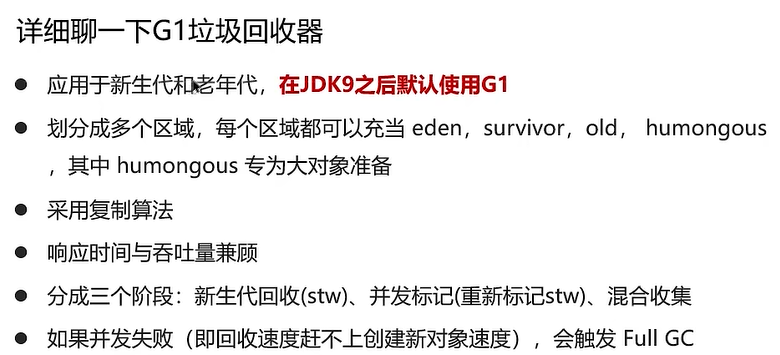 详细聊一下G1垃圾回收器
● 应用于新生代和老年代，在JDK9之后默认使用G1
● 划分成多个区域，每个区域都可以充当 eden，survivor，old， humongous
，其中 humongous 专为大对象准备
● 采用复制算法
● 响应时间与吞吐量兼顾
● 分成三个阶段：新生代回收(stw)、并发标记(重新标记stw)、混合收集
● 如果并发失败（即回收速度赶不上创建新对象速度），会触发 Full GC